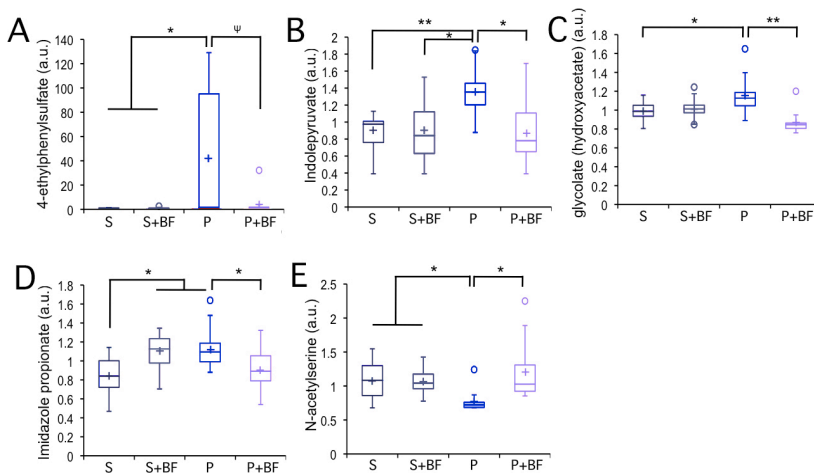 A
4-ethylphenylsulfate (a.u.)
140
120
100
80
60
40
20
0
* ψ
S S+BF P P+BF
B
Indolepyruvate (a.u.)
2
1.8
1.6
1.4
1.2
1
0.8
0.6
0.4
0.2
0
** * *
S S+BF P P+BF
C
glycolate (hydroxyacetate) (a.u.)
1.8
1.6
1.4
1.2
1
0.8
0.6
0.4
0.2
0
* **
S S+BF P P+BF
D
Imidazole propionate (a.u.)
1.8
1.6
1.4
1.2
1
0.8
0.6
0.4
0.2
0
* *
S S+BF P P+BF
E
N-acetylserine (a.u.)
2.5
2
1.5
1
0.5
0
* *
S S+BF P P+BF